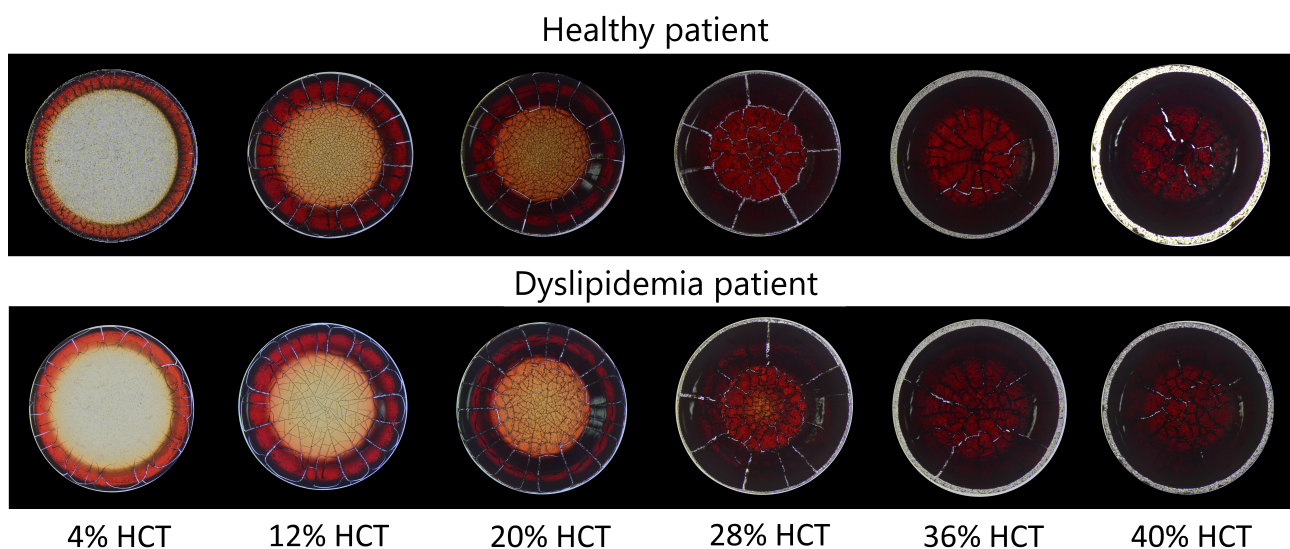 Healthy patient
Dyslipidemia patient
4% HCT 12% HCT 20% HCT 28% HCT 36% HCT 40% HCT